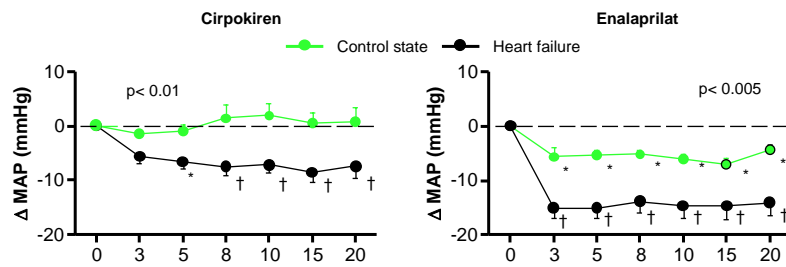 Cirpokiren
Enalaprilat
Control state
Heart failure
10
0
-10
-20
Δ MAP (mmHg)
p< 0.01
*
†
†
†
†
0 3 5 8 10 15 20
10
0
-10
-20
Δ MAP (mmHg)
p< 0.005
* * * * * *
† † † † † †
0 3 5 8 10 15 20